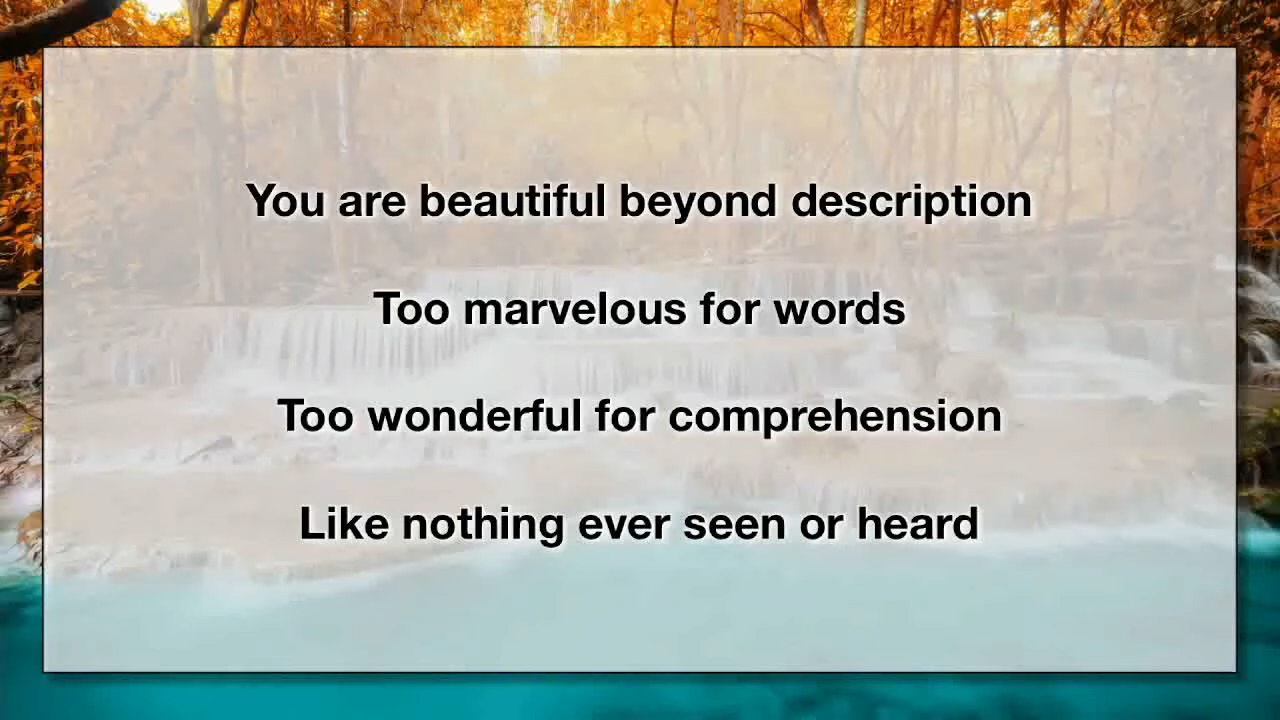 You are beautiful beyond description
Too marvelous for words
Too wonderful for comprehension
Like nothing ever seen or heard